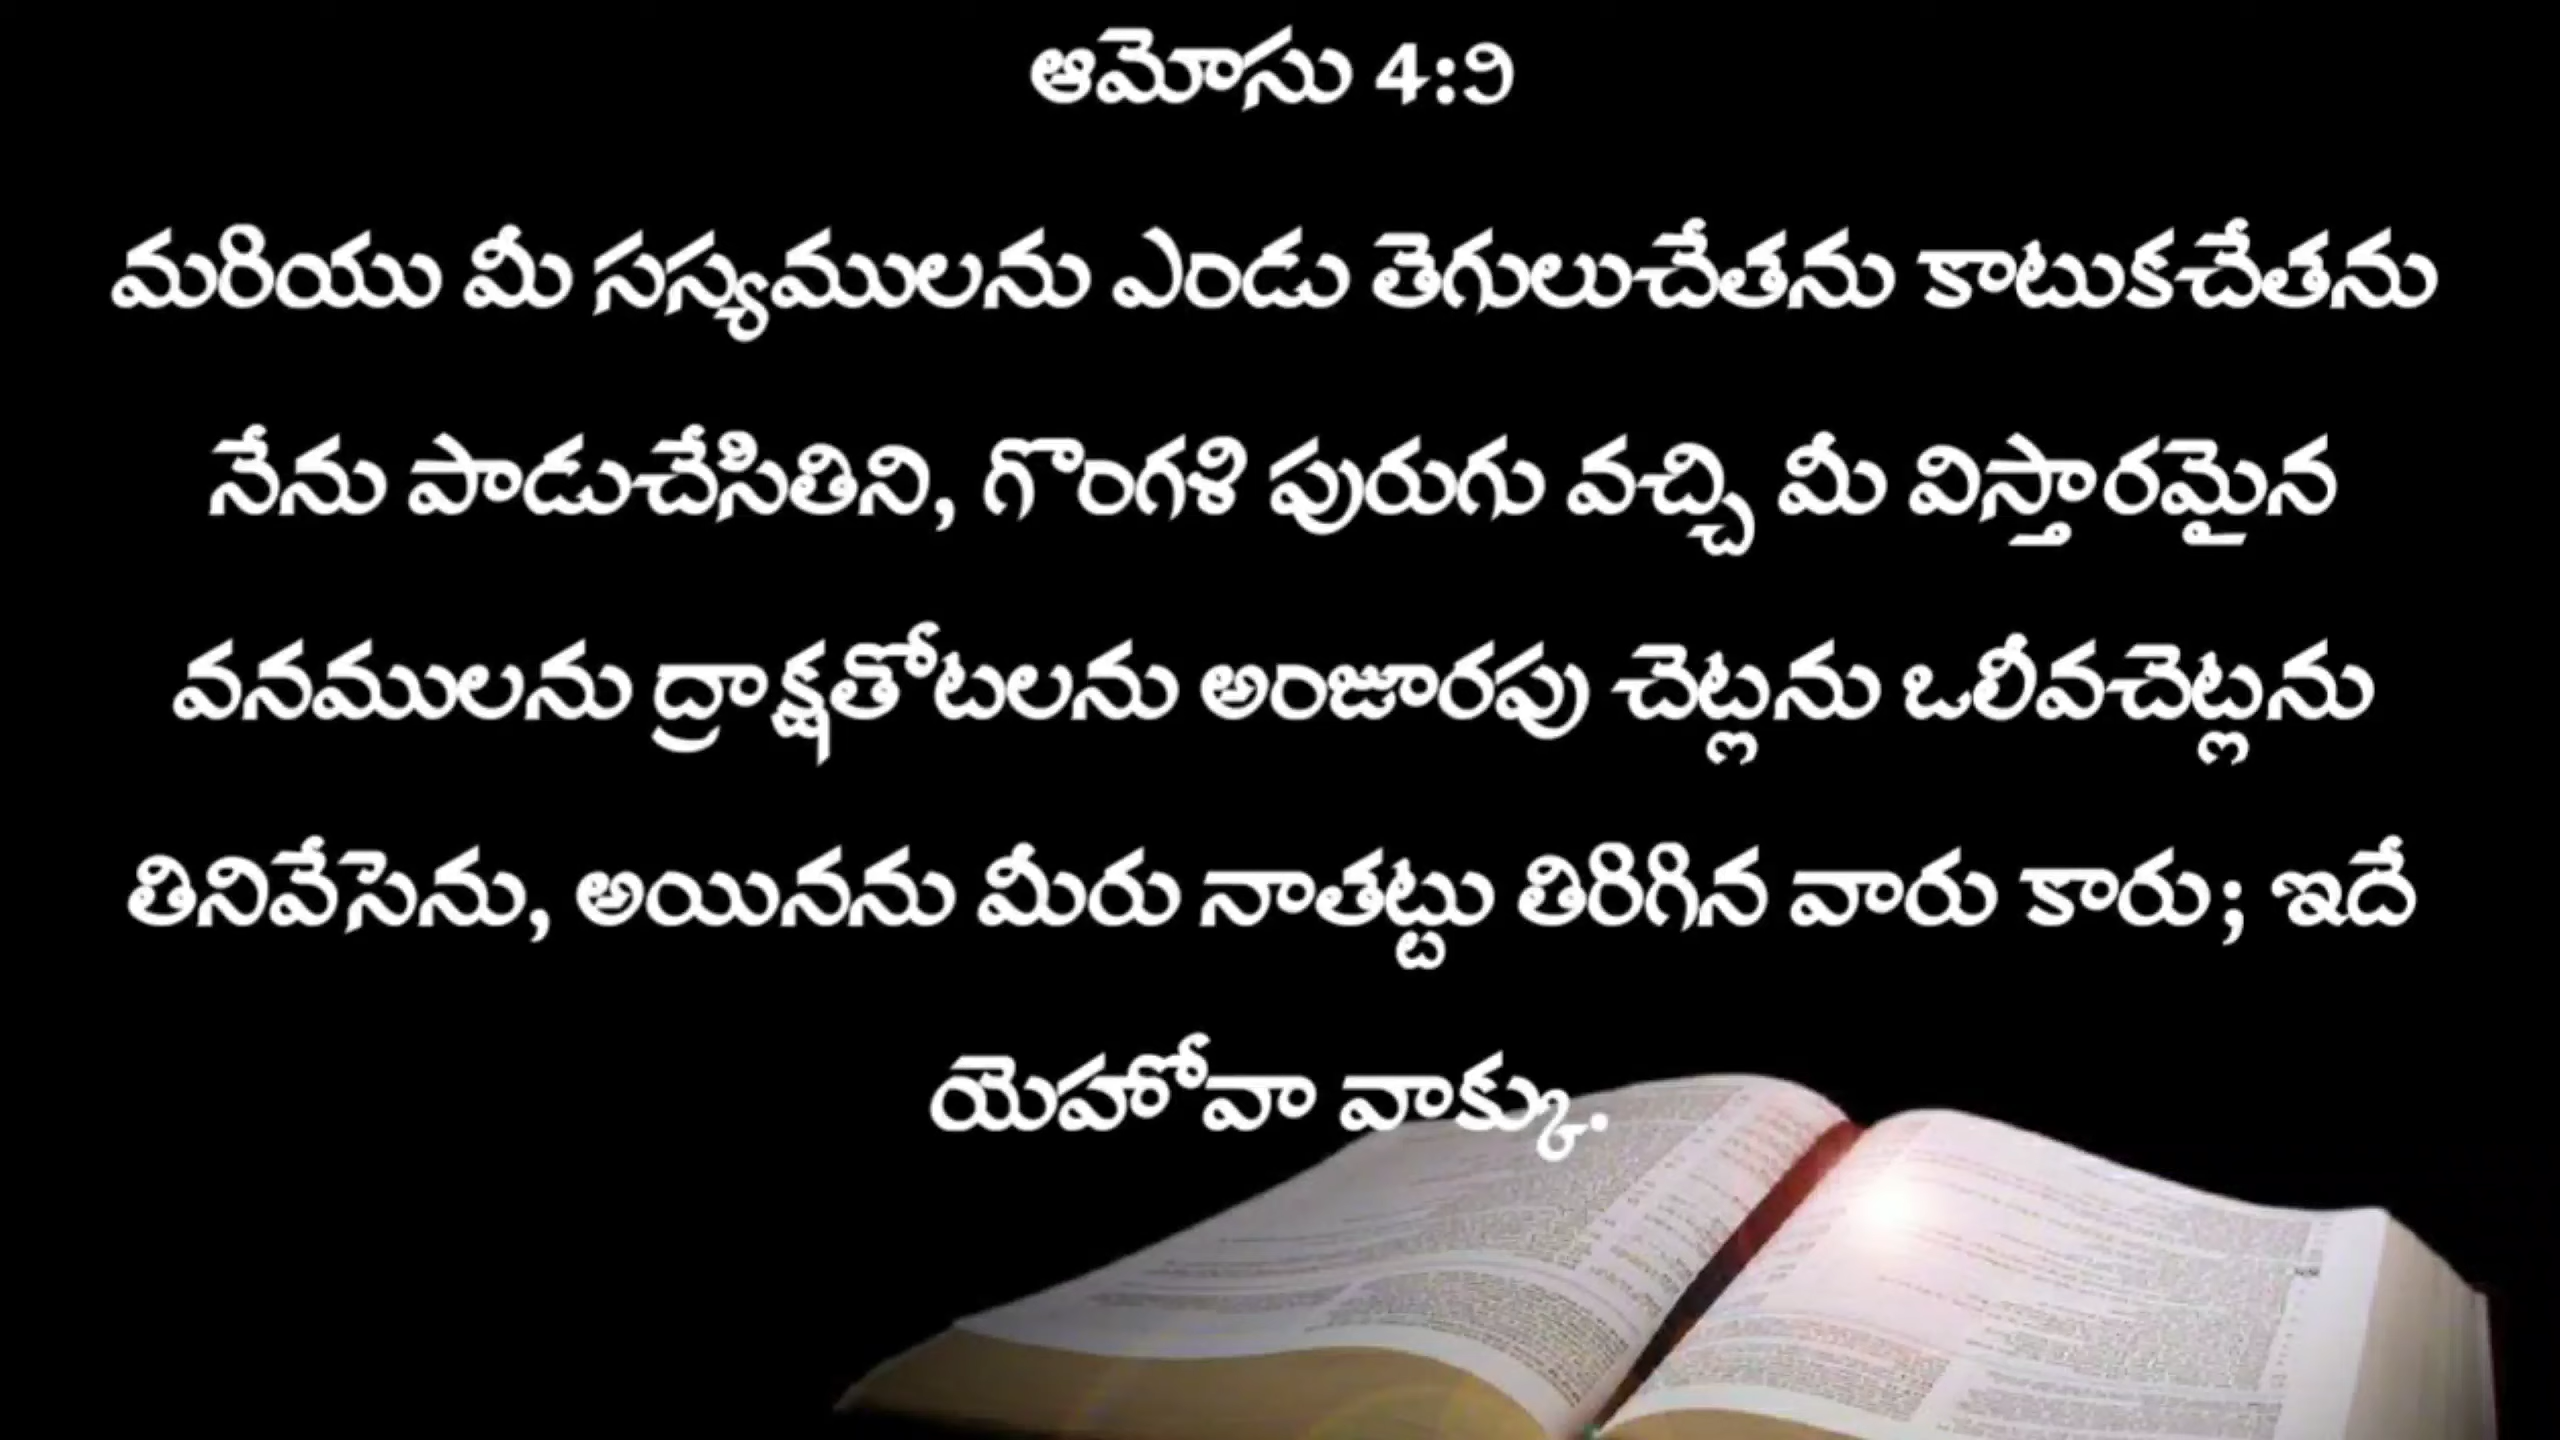 ఆమోసు 4:9
మరియు మీ సస్యములను ఎండు తెగులుచేతను కాటుకచేతను
నేను పాడుచేసితిని, గొంగళి పురుగు వచ్చి మీ విస్తారమైన
వనములను ద్రాక్షతోటలను అంజూరపు చెట్లను ఒలీవచెట్లను
తినివేసెను, అయినను మీరు నాతట్టు తిరిగిన వారు కారు; ఇదే
యెహోవా వాక్కు.